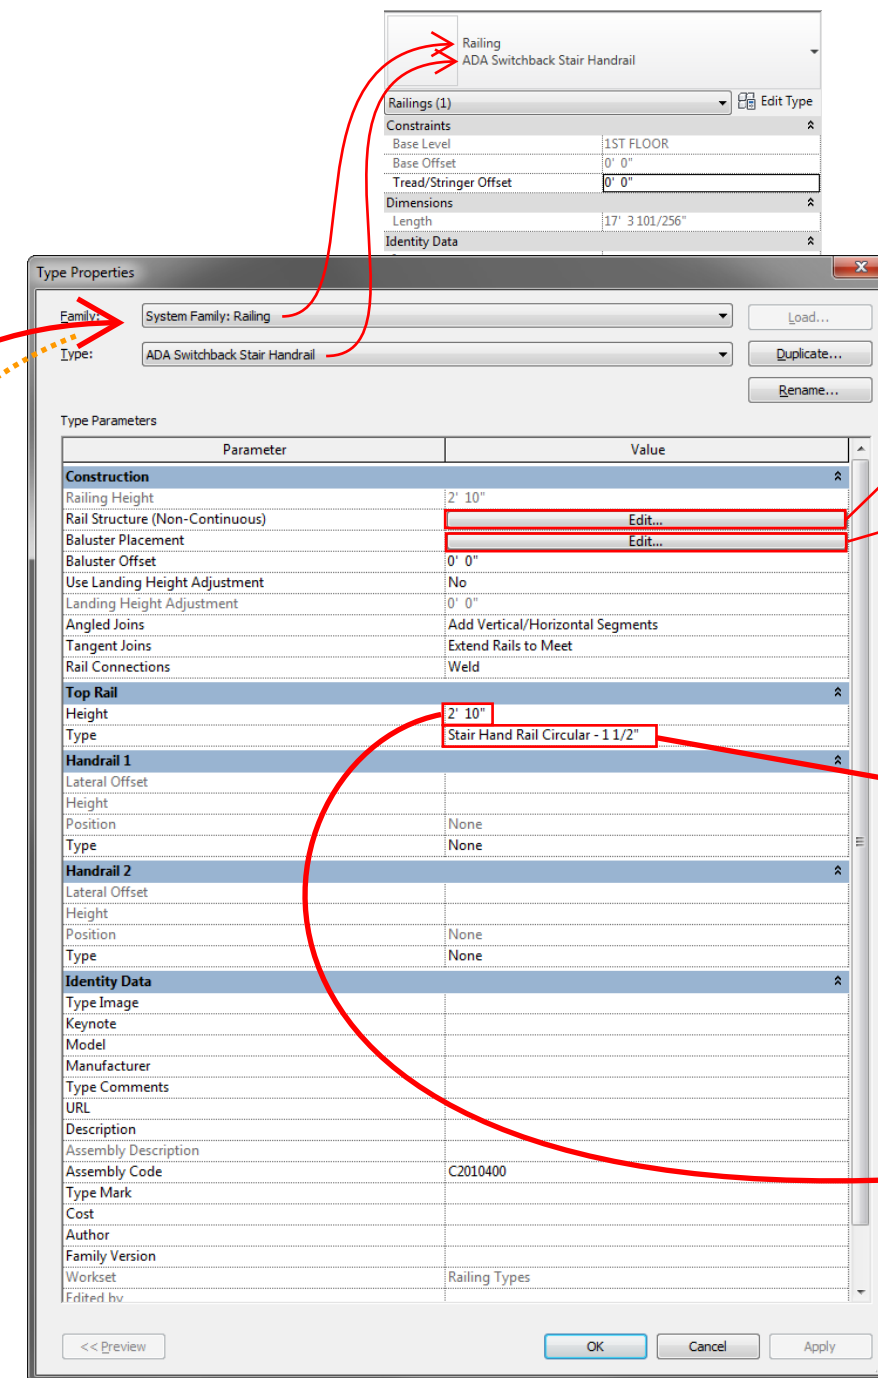 Railing
ADA Switchback Stair Handrail
Railings (1) Edit Type
Constraints
Base Level 1ST FLOOR
Base Offset 0' 0"
Tread/Stringer Offset 0' 0"
Dimensions
Length 17' 3 101/256"
Identity Data
Type Properties
Family: System Family: Railing Load...
Type: ADA Switchback Stair Handrail Duplicate...
Rename...
Type Parameters
Parameter Value
Construction
Railing Height 2' 10"
Rail Structure (Non-Continuous) Edit...
Baluster Placement Edit...
Baluster Offset 0' 0"
Use Landing Height Adjustment No
Landing Height Adjustment 0' 0"
Angled Joins Add Vertical/Horizontal Segments
Tangent Joins Extend Rails to Meet
Rail Connections Weld
Top Rail
Height 2' 10"
Type Stair Hand Rail Circular - 1 1/2"
Handrail 1
Lateral Offset
Height
Position None
Type None
Handrail 2
Lateral Offset
Height
Position None
Type None
Identity Data
Type Image
Keynote
Model
Manufacturer
Type Comments
URL
Description
Assembly Description
Assembly Code C2010400
Type Mark
Cost
Author
Family Version
Workset Railing Types
Edited by
<< Preview OK Cancel Apply